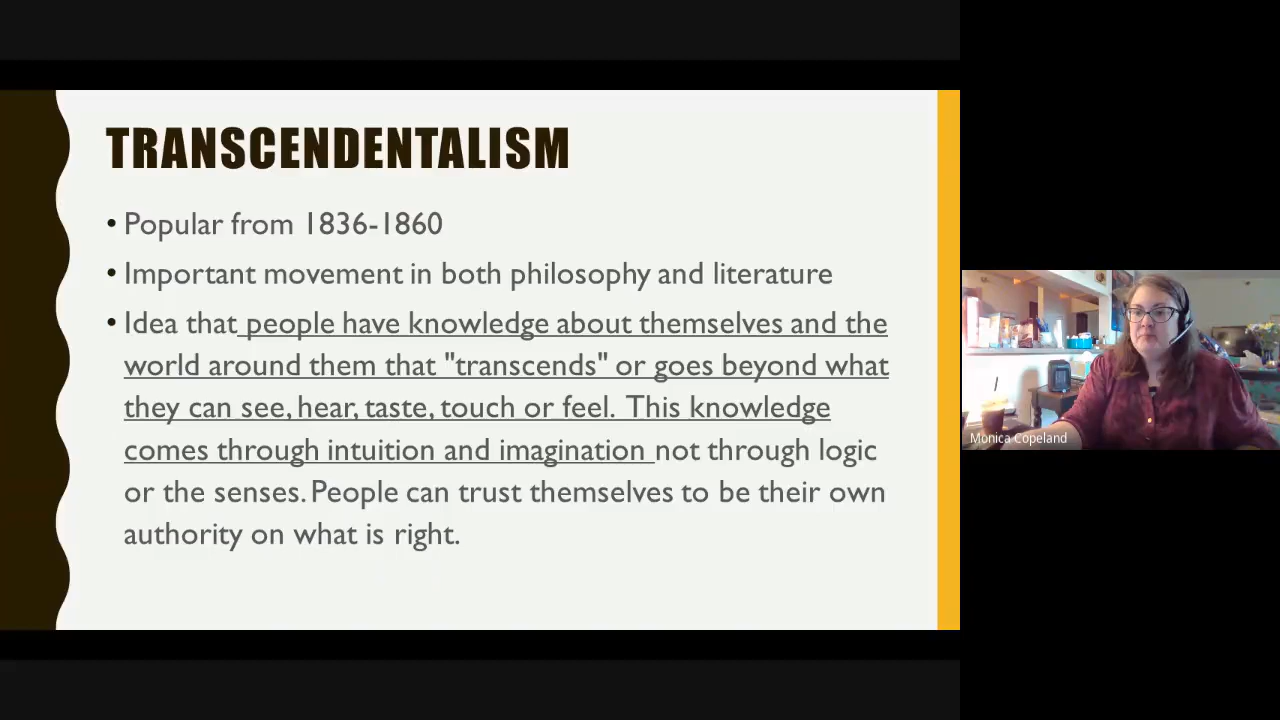 TRANSCENDENTALISM
• Popular from 1836-1860
• Important movement in both philosophy and literature
• Idea that people have knowledge about themselves and the
world around them that "transcends" or goes beyond what
they can see, hear, taste, touch or feel. This knowledge
comes through intuition and imagination not through logic
or the senses. People can trust themselves to be their own
authority on what is right.
Monica Copeland